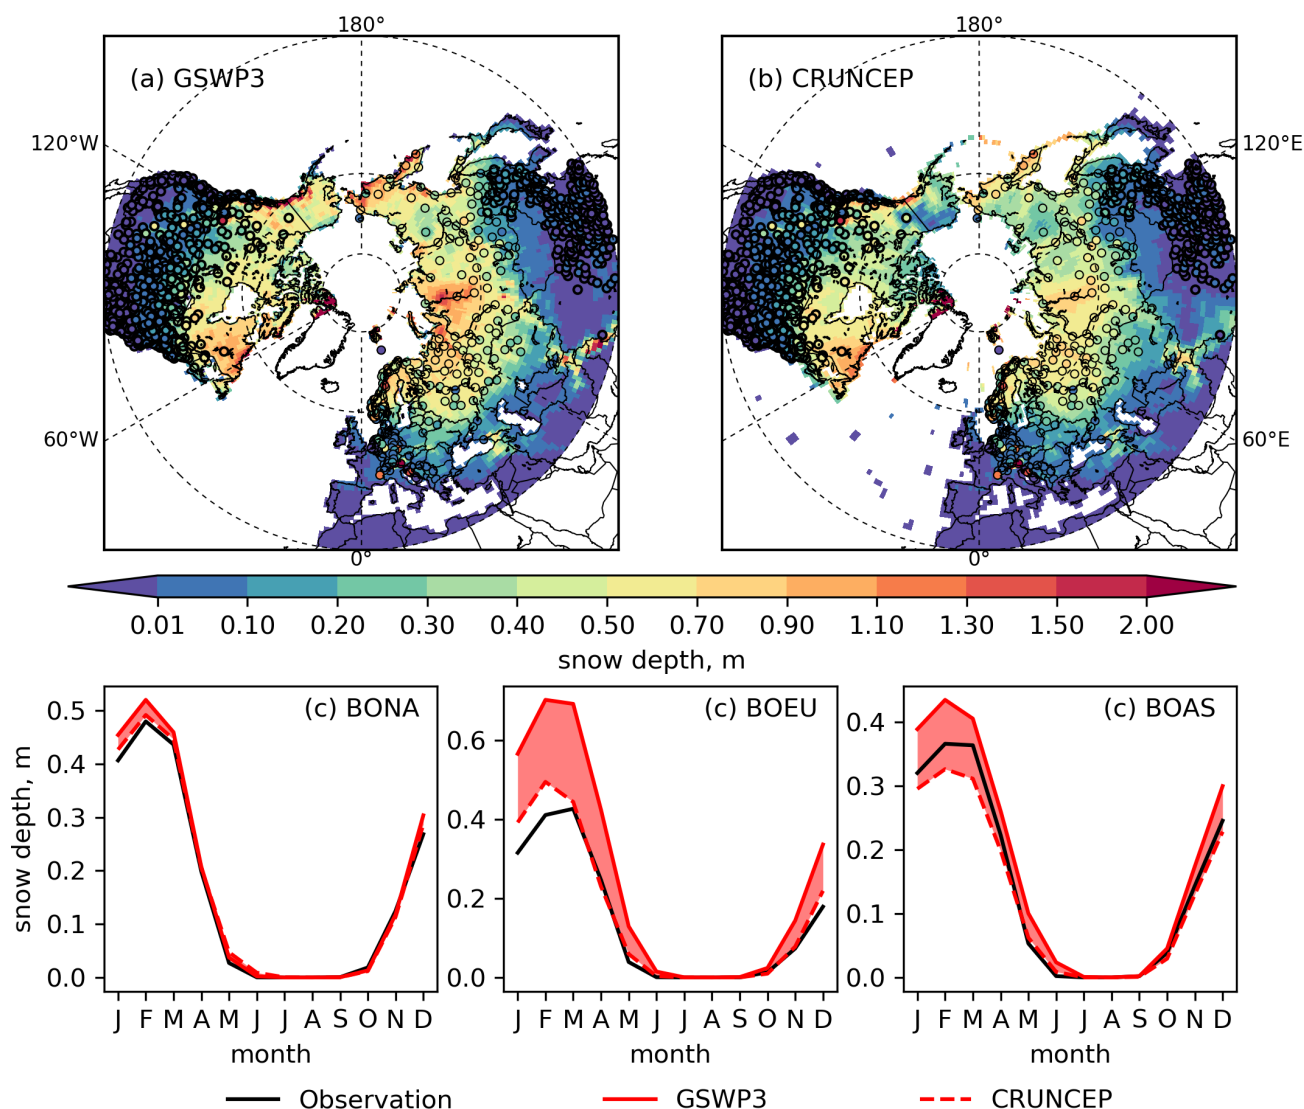 180°
180°
(a) GSWP3
(b) CRUNCEP
120°W
120°E
60°W
60°E
0°
0°
0.01 0.10 0.20 0.30 0.40 0.50 0.70 0.90 1.10 1.30 1.50 2.00
snow depth, m
(c) BONA
(c) BOEU
(c) BOAS
snow depth, m
0.5
0.4
0.3
0.2
0.1
0.0
0.6
0.4
0.2
0.0
0.4
0.3
0.2
0.1
0.0
J F M A M J J A S O N D
J F M A M J J A S O N D
J F M A M J J A S O N D
month
month
month
Observation
GSWP3
CRUNCEP